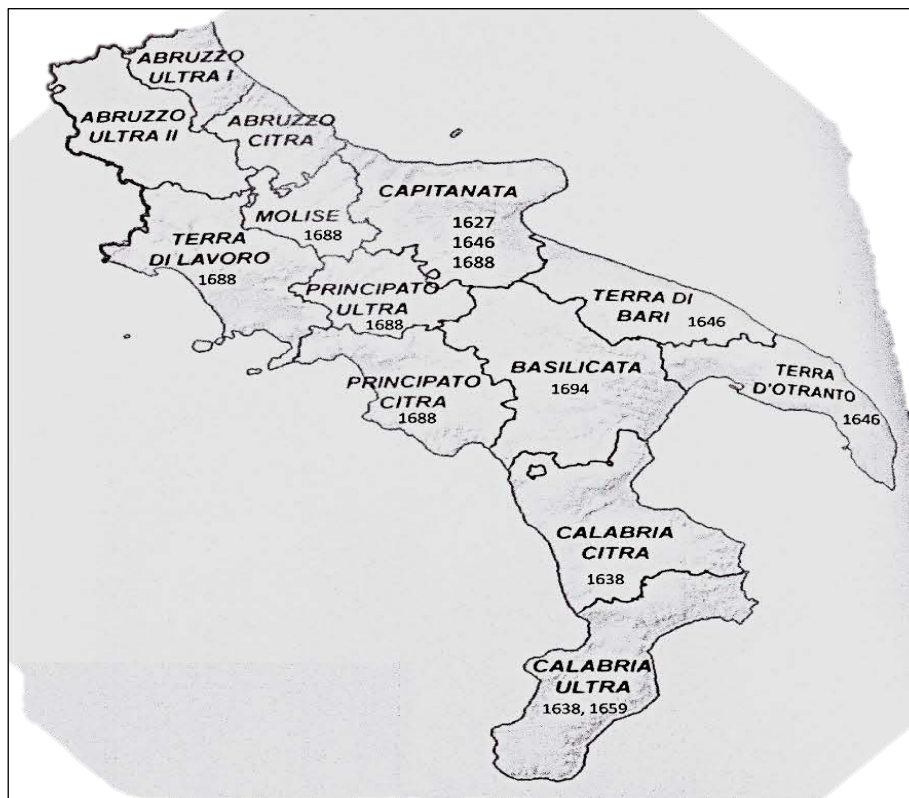 ABRUZZO
ULTRA I
ABRUZZO
ULTRA II
ABRUZZO
CITRA
CAPITANATA
1627
1646
1688
MOLISE
1688
TERRA
DI LAVORO
1688
PRINCIPATO
ULTRA
1688
TERRA DI
BARI 1646
BASILICATA
1694
TERRA
D'OTRANTO
1646
PRINCIPATO
CITRA
1688
CALABRIA
CITRA
1638
CALABRIA
ULTRA
1638, 1659